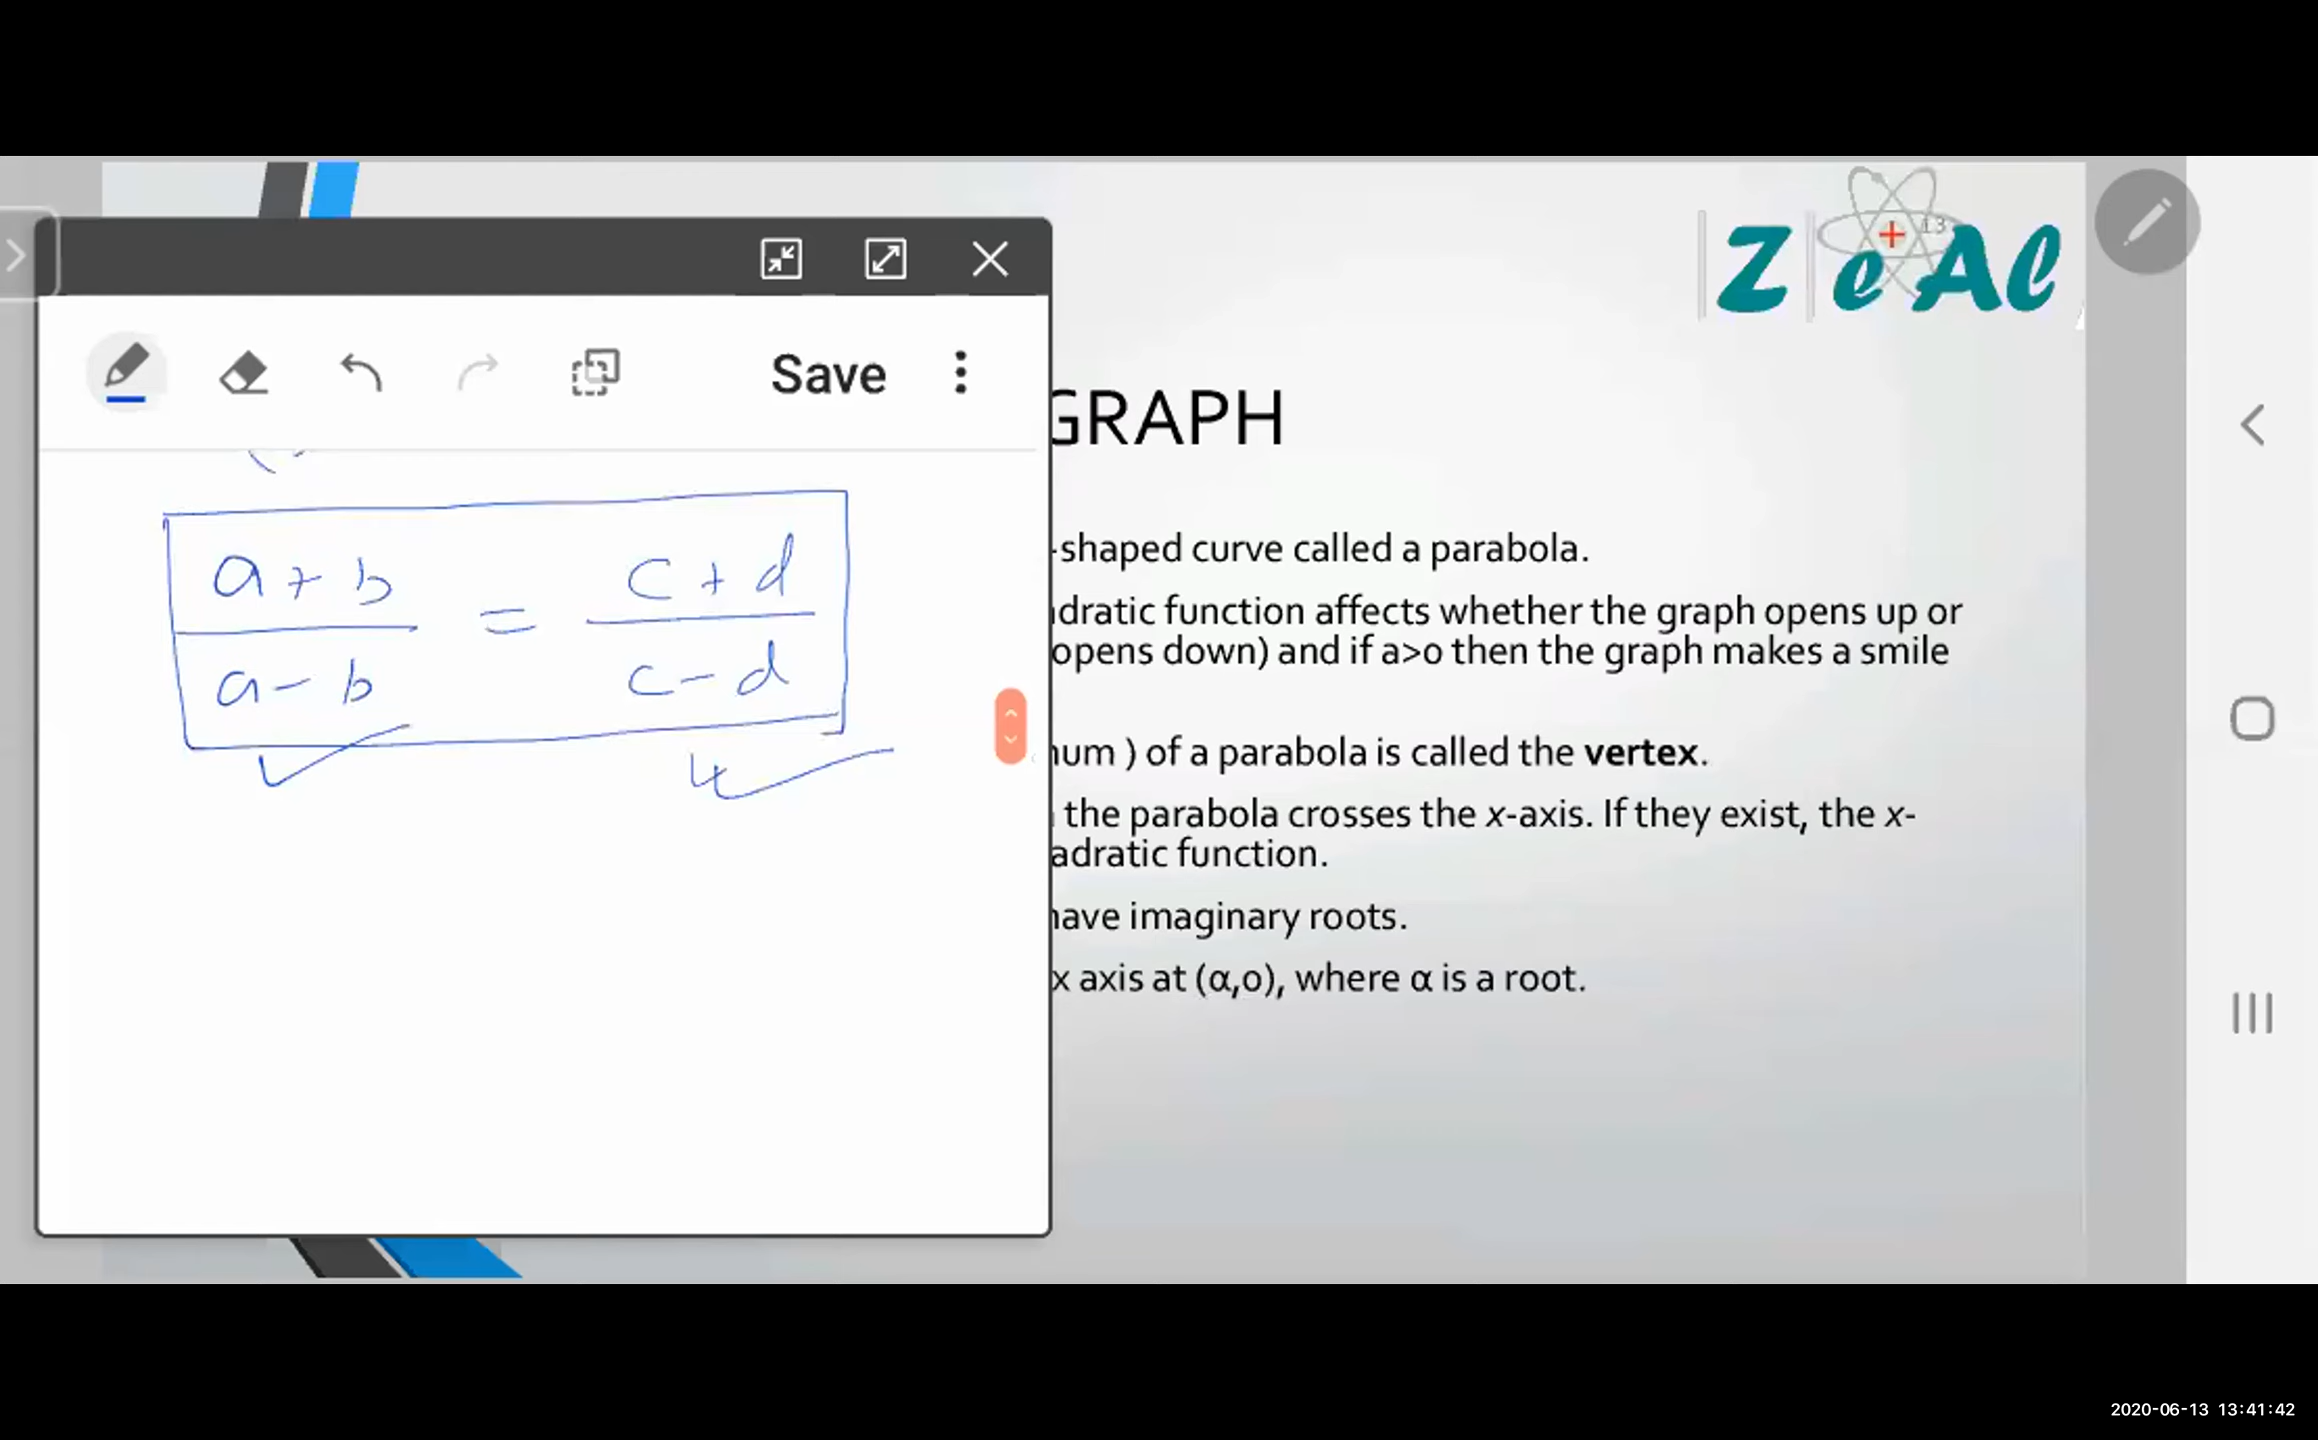 13
ZeAl
Save
GRAPH
a + b / a - b = c + d / c - d
-shaped curve called a parabola.
dratic function affects whether the graph opens up or
opens down) and if a>0 then the graph makes a smile
um ) of a parabola is called the vertex.
the parabola crosses the x-axis. If they exist, the x-
adratic function.
have imaginary roots.
x axis at (α,0), where α is a root.
2020-06-13 13:41:42